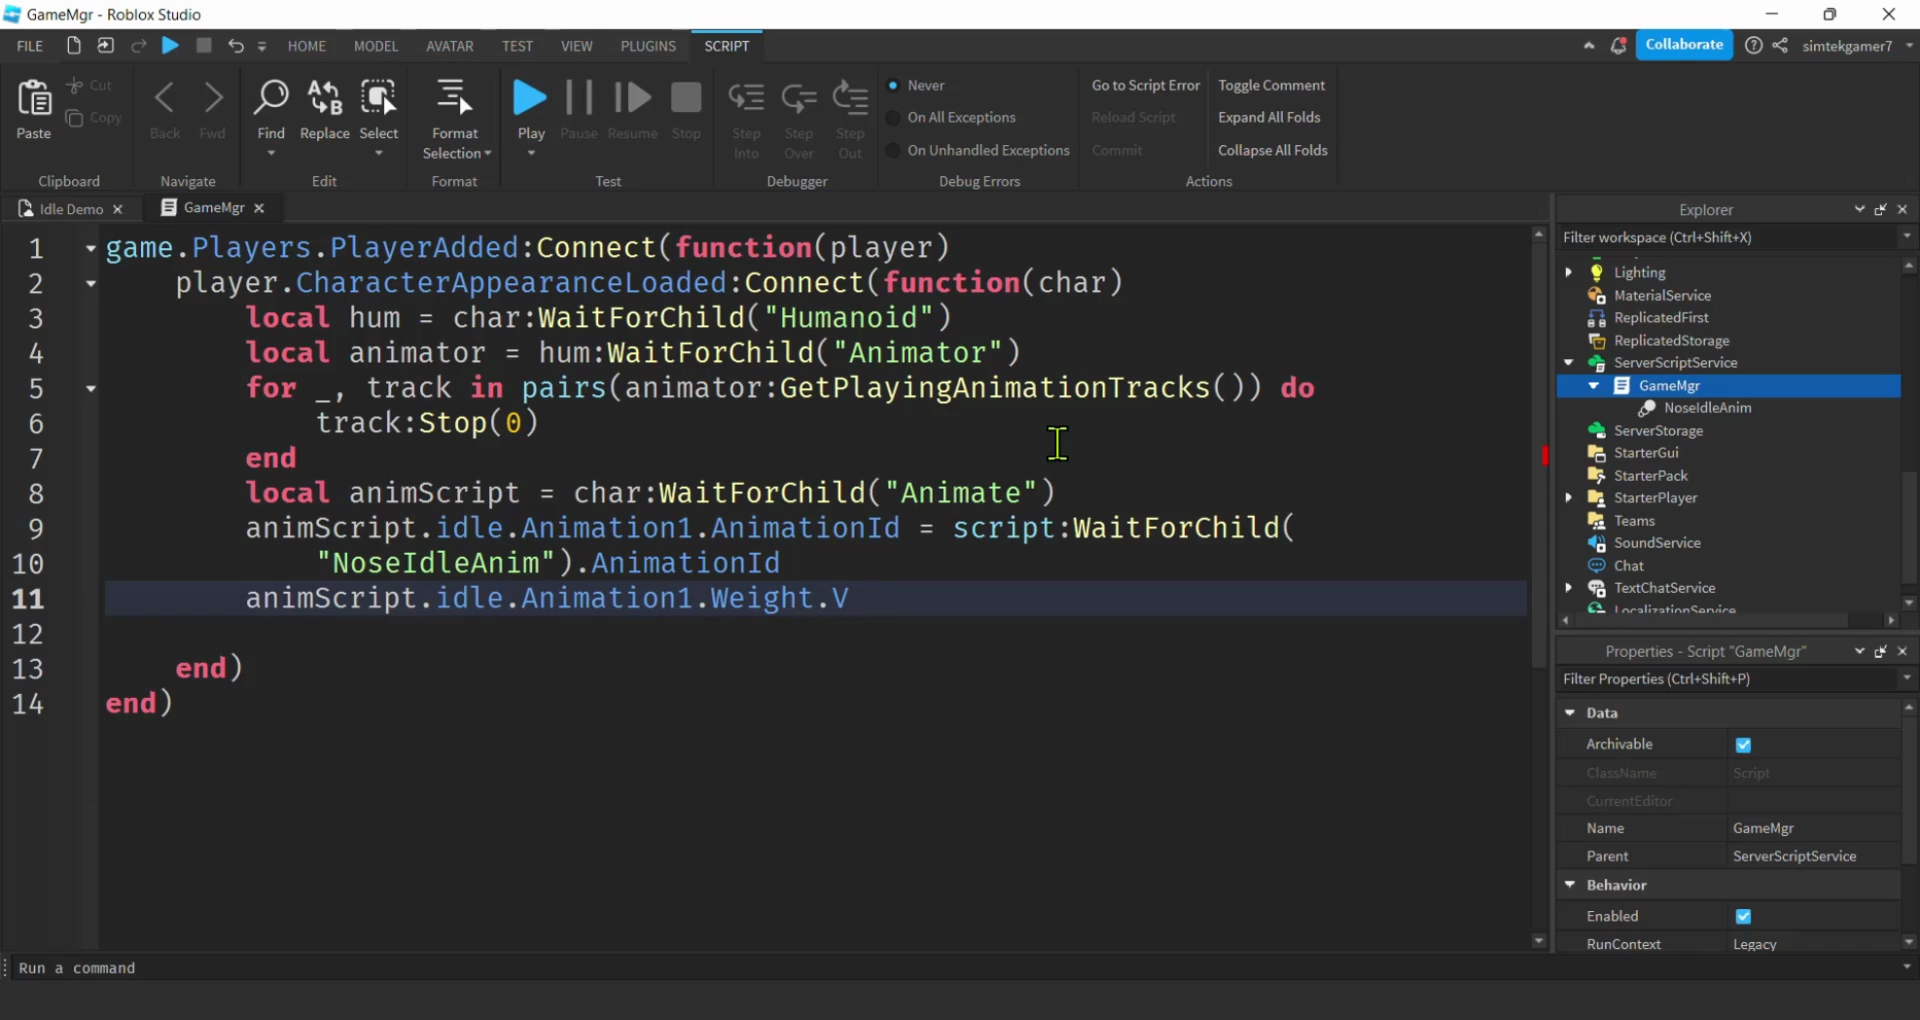 GameMgr - Roblox Studio
FILE HOME MODEL AVATAR TEST VIEW PLUGINS SCRIPT Collaborate simtekgamer7
Paste Cut Copy
Clipboard
Back Fwd
Navigate
Find Replace Select
Edit
Format Selection
Format
Play Pause Resume Stop
Test
Step Into Step Over Step Out
Debugger
Never
On All Exceptions
On Unhandled Exceptions
Debug Errors
Go to Script Error Toggle Comment
Reload Script Expand All Folds
Commit Collapse All Folds
Actions
Idle Demo GameMgr
1 game.Players.PlayerAdded:Connect(function(player)
2 player.CharacterAppearanceLoaded:Connect(function(char)
3 local hum = char:WaitForChild("Humanoid")
4 local animator = hum:WaitForChild("Animator")
5 for _, track in pairs(animator:GetPlayingAnimationTracks()) do
6 track:Stop(0)
7 end
8 local animScript = char:WaitForChild("Animate")
9 animScript.idle.Animation1.AnimationId = script:WaitForChild(
10 "NoseIdleAnim").AnimationId
11 animScript.idle.Animation1.Weight.V
12
13 end)
14 end)
Explorer
Filter workspace (Ctrl+Shift+X)
Lighting
MaterialService
ReplicatedFirst
ReplicatedStorage
ServerScriptService
GameMgr
NoseIdleAnim
ServerStorage
StarterGui
StarterPack
StarterPlayer
Teams
SoundService
Chat
TextChatService
LocalizationService
Properties - Script "GameMgr"
Filter Properties (Ctrl+Shift+P)
Data
Archivable
ClassName Script
CurrentEditor
Name GameMgr
Parent ServerScriptService
Behavior
Enabled
RunContext Legacy
Run a command